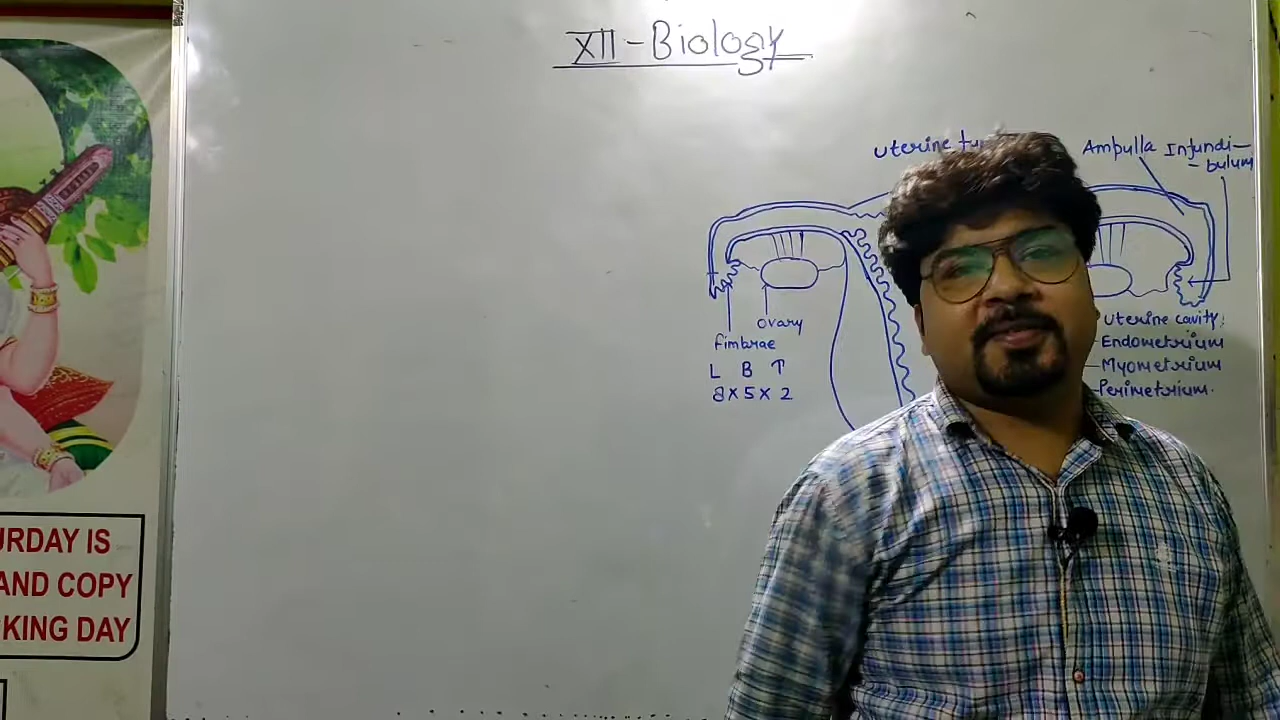 XII - Biology
Uterine tu
Ampulla Infundi-
- bulum
ovary
fimbrae
L B T
8 x 5 x 2
Uterine cavity.
Endometrium
Myometrium
Perimetrium.
URDAY IS
AND COPY
KING DAY